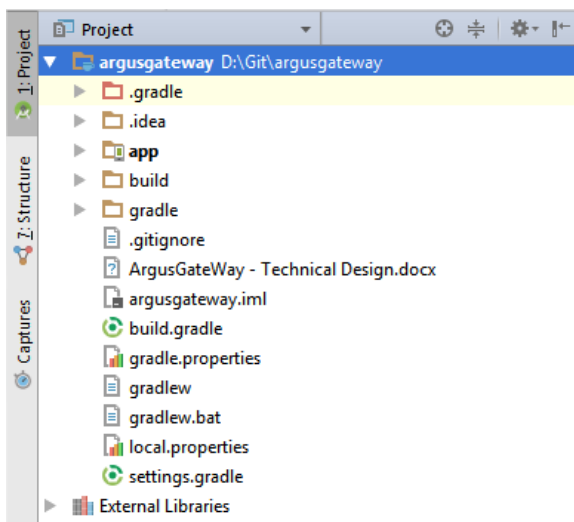 Project
argusgateway D:\Git\argusgateway
.gradle
.idea
app
build
gradle
.gitignore
ArgusGateWay - Technical Design.docx
argusgateway.iml
build.gradle
gradle.properties
gradlew
gradlew.bat
local.properties
settings.gradle
External Libraries
1: Project
7: Structure
Captures